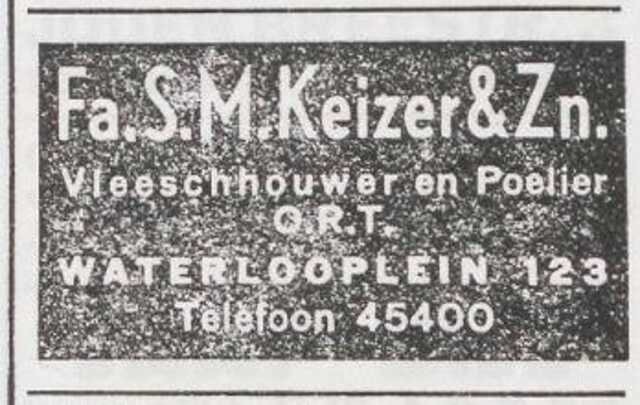 Fa. S.M. Keizer & Zn.
Vleeschhouwer en Poelier
O.R.T.
WATERLOOPLEIN 123
Telefoon 45400